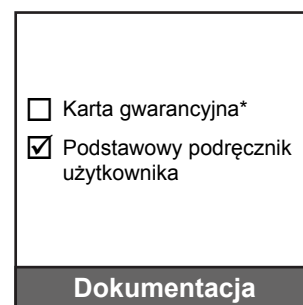 Karta gwarancyjna*
Podstawowy podręcznik
użytkownika
Dokumentacja